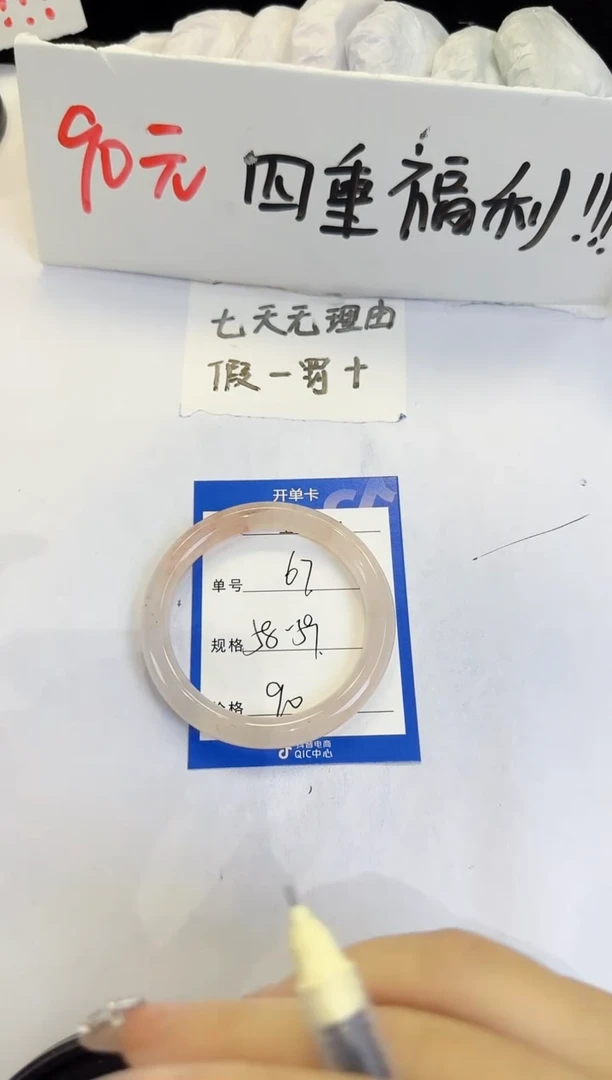 90元 四重福利!!!
七天无理由
假一罚十
开单卡
单号 67
规格 58-59
价格 90
抖音电商
QIC中心